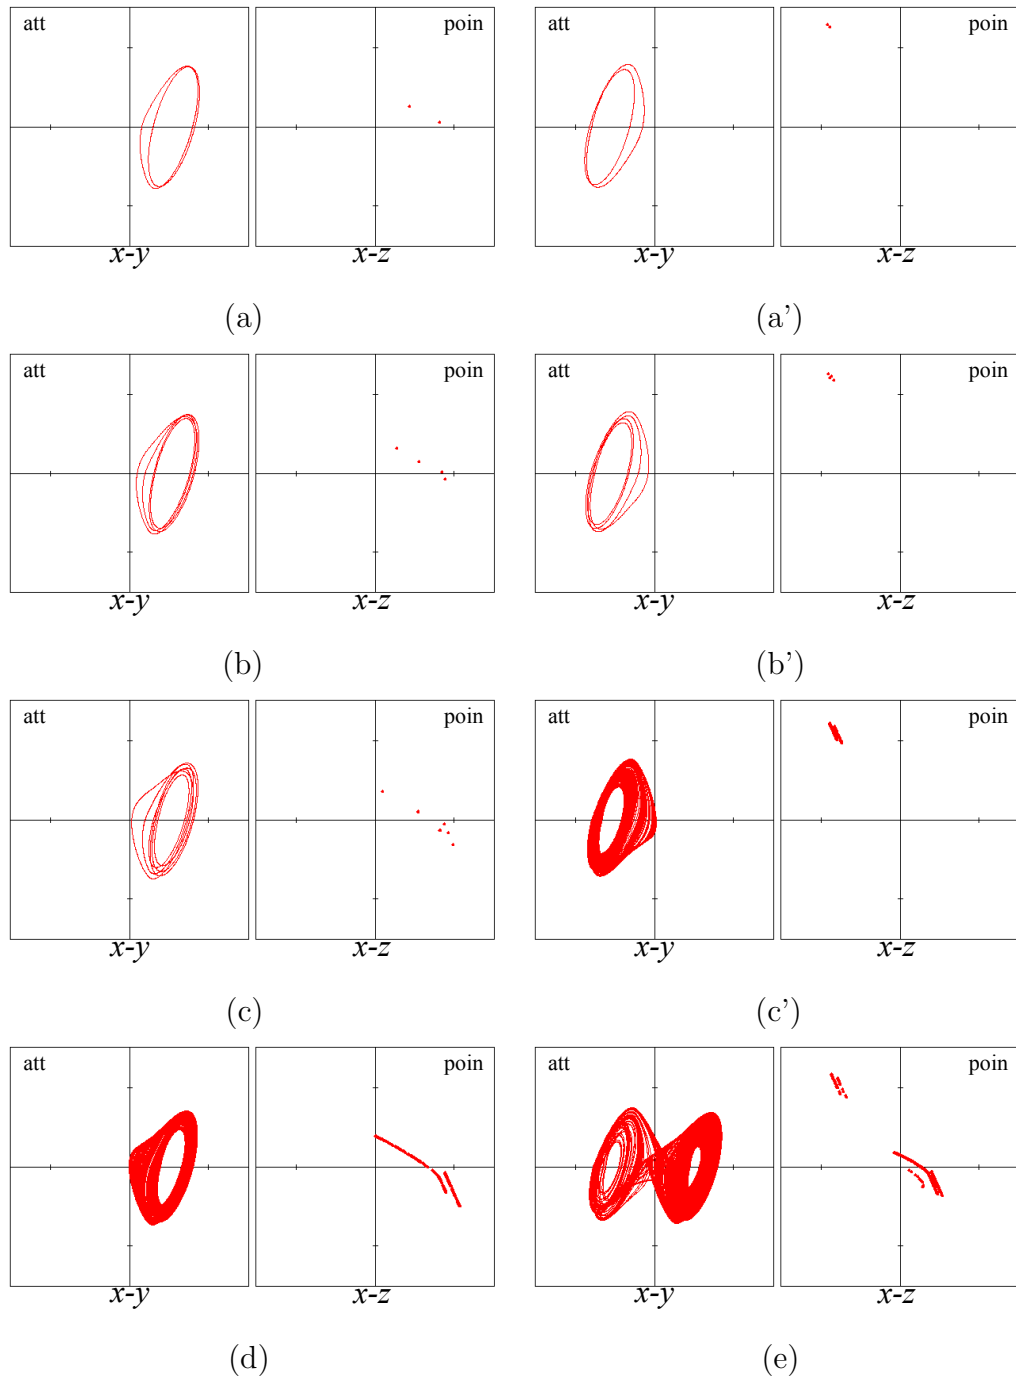 att poin att poin
x-y x-z x-y x-z
(a) (a’)
att poin att poin
x-y x-z x-y x-z
(b) (b’)
att poin att poin
x-y x-z x-y x-z
(c) (c’)
att poin att poin
x-y x-z x-y x-z
(d) (e)